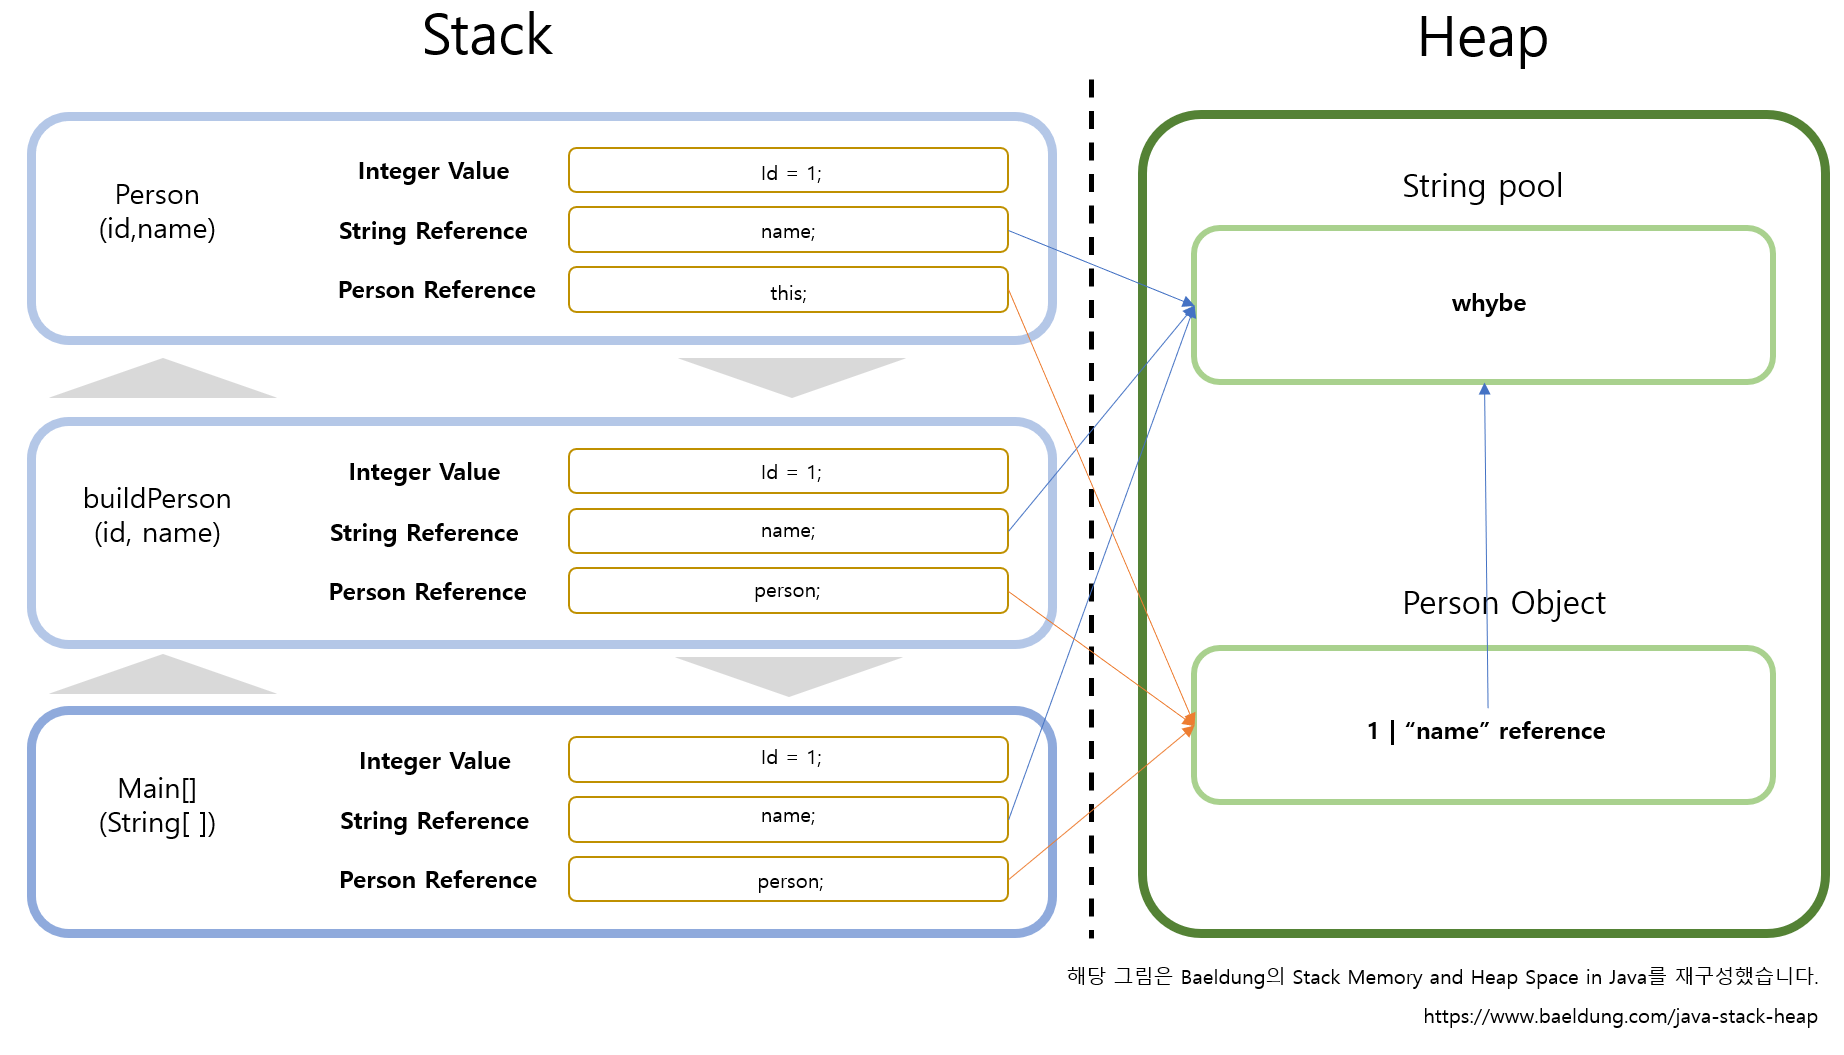 Stack
Heap
Person
(id,name)
Integer Value
Id = 1;
String Reference
name;
Person Reference
this;
buildPerson
(id, name)
Integer Value
Id = 1;
String Reference
name;
Person Reference
person;
Main[]
(String[ ])
Integer Value
Id = 1;
String Reference
name;
Person Reference
person;
String pool
whybe
Person Object
1 | “name” reference
해당 그림은 Baeldung의 Stack Memory and Heap Space in Java를 재구성했습니다.
https://www.baeldung.com/java-stack-heap